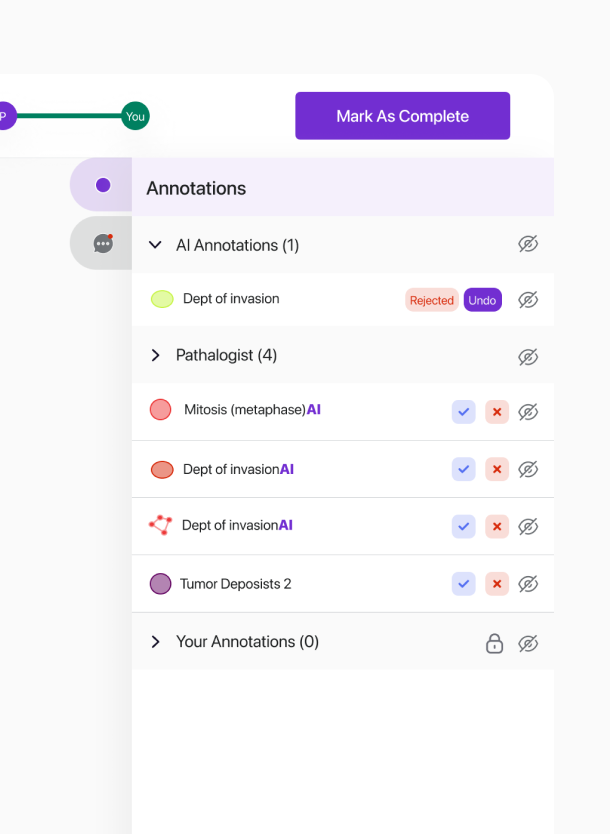 P
You
Mark As Complete
Annotations
AI Annotations (1)
Dept of invasion
Rejected
Undo
Pathalogist (4)
Mitosis (metaphase)AI
Dept of invasionAI
Dept of invasionAI
Tumor Deposists 2
Your Annotations (0)